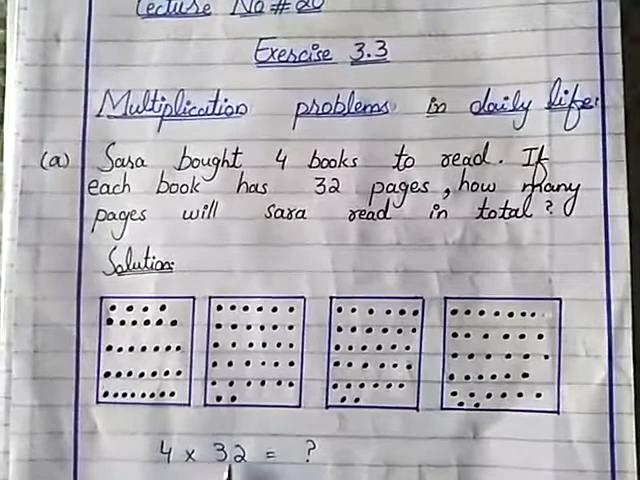 Lecture No # 20
Exercise 3.3
Multiplication problems in daily life:
(a) Sara bought 4 books to read. If
each book has 32 pages, how many
pages will sara read in total?
Solution:
4 x 32 = ?